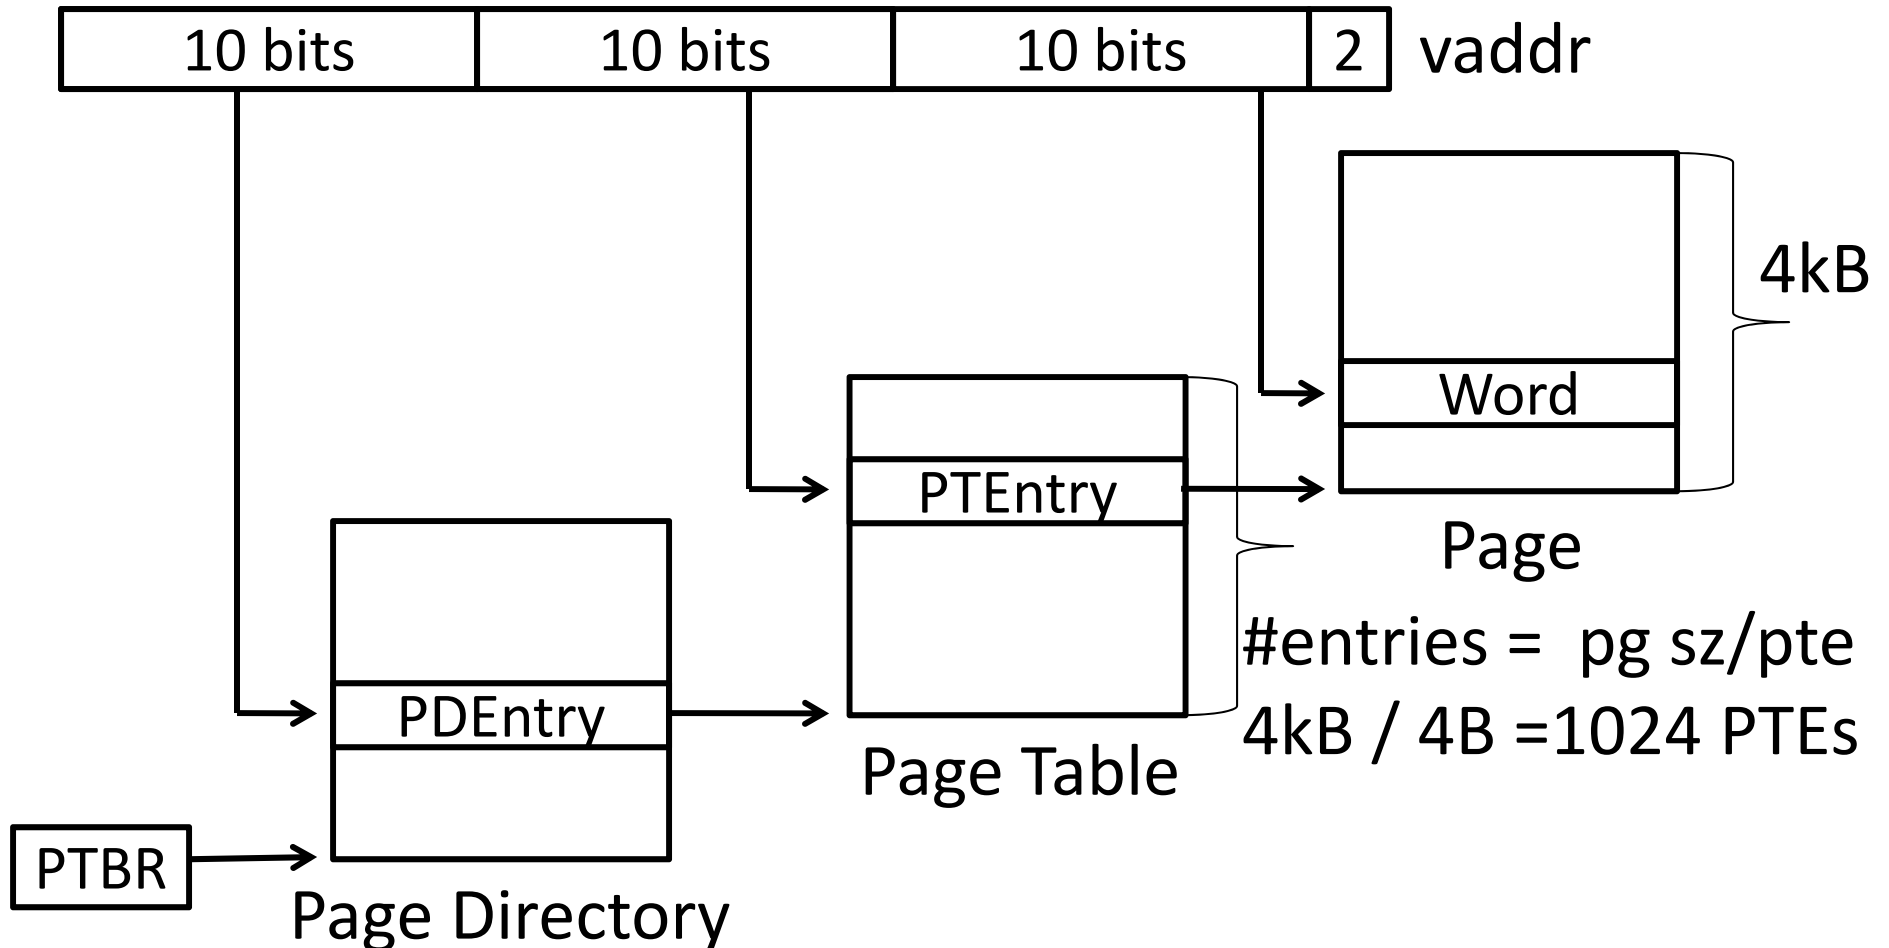 10 bits 10 bits 10 bits 2 vaddr
4kB
Word
PTEntry
Page
#entries = pg sz/pte
PDEntry
4kB / 4B =1024 PTEs
Page Table
PTBR
Page Directory